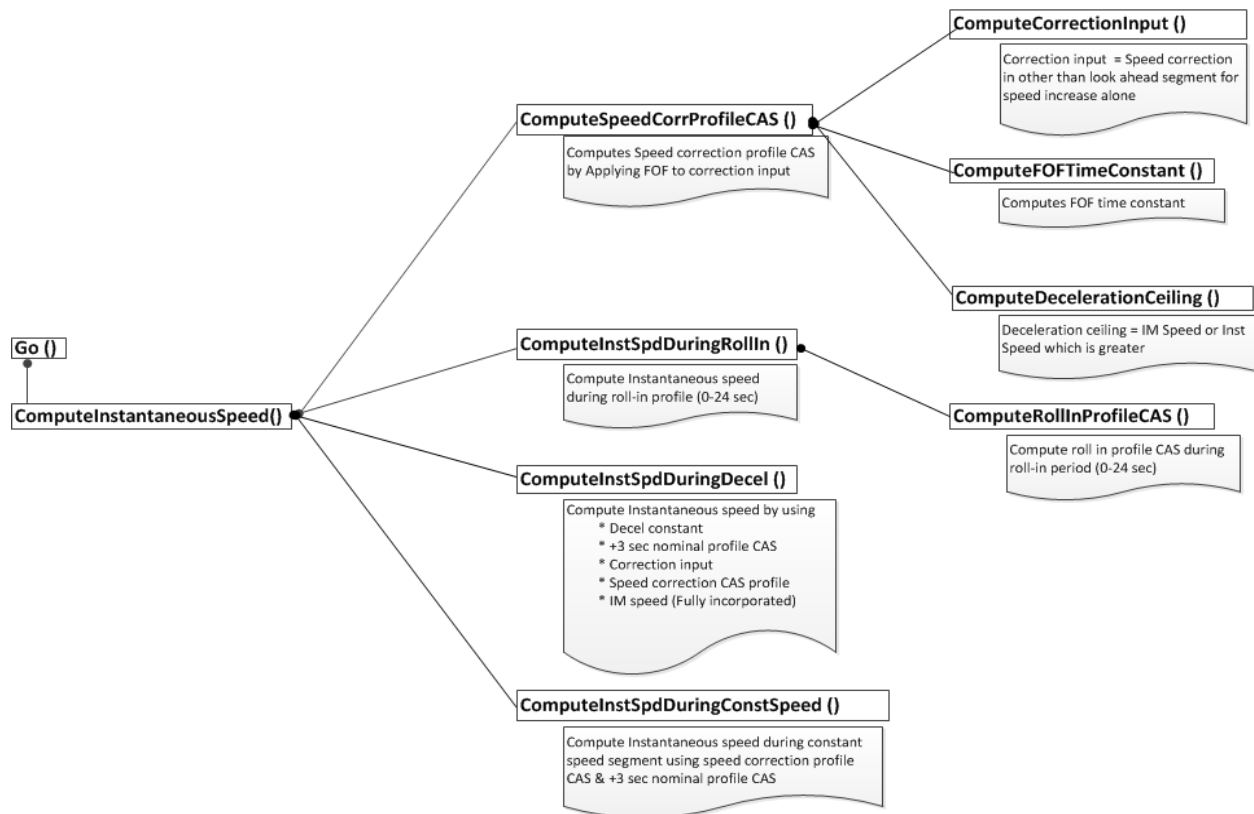 ComputeCorrectionInput ()
Correction input  = Speed correction
in other than look ahead segment for
speed increase alone
ComputeSpeedCorrProfileCAS ()
Computes Speed correction profile CAS
by Applying FOF to correction input
ComputeFOFTimeConstant ()
Computes FOF time constant
ComputeDecelerationCeiling ()
Deceleration ceiling = IM Speed or Inst
Speed which is greater
Go ()
ComputeInstantaneousSpeed()
ComputeInstSpdDuringRollIn ()
Compute Instantaneous speed
during roll-in profile (0-24 sec)
ComputeRollInProfileCAS ()
Compute roll in profile CAS during
roll-in period (0-24 sec)
ComputeInstSpdDuringDecel ()
Compute Instantaneous speed by using
* Decel constant
* +3 sec nominal profile CAS
* Correction input
* Speed correction CAS profile
* IM speed (Fully incorporated)
ComputeInstSpdDuringConstSpeed ()
Compute Instantaneous speed during constant
speed segment using speed correction profile
CAS & +3 sec nominal profile CAS